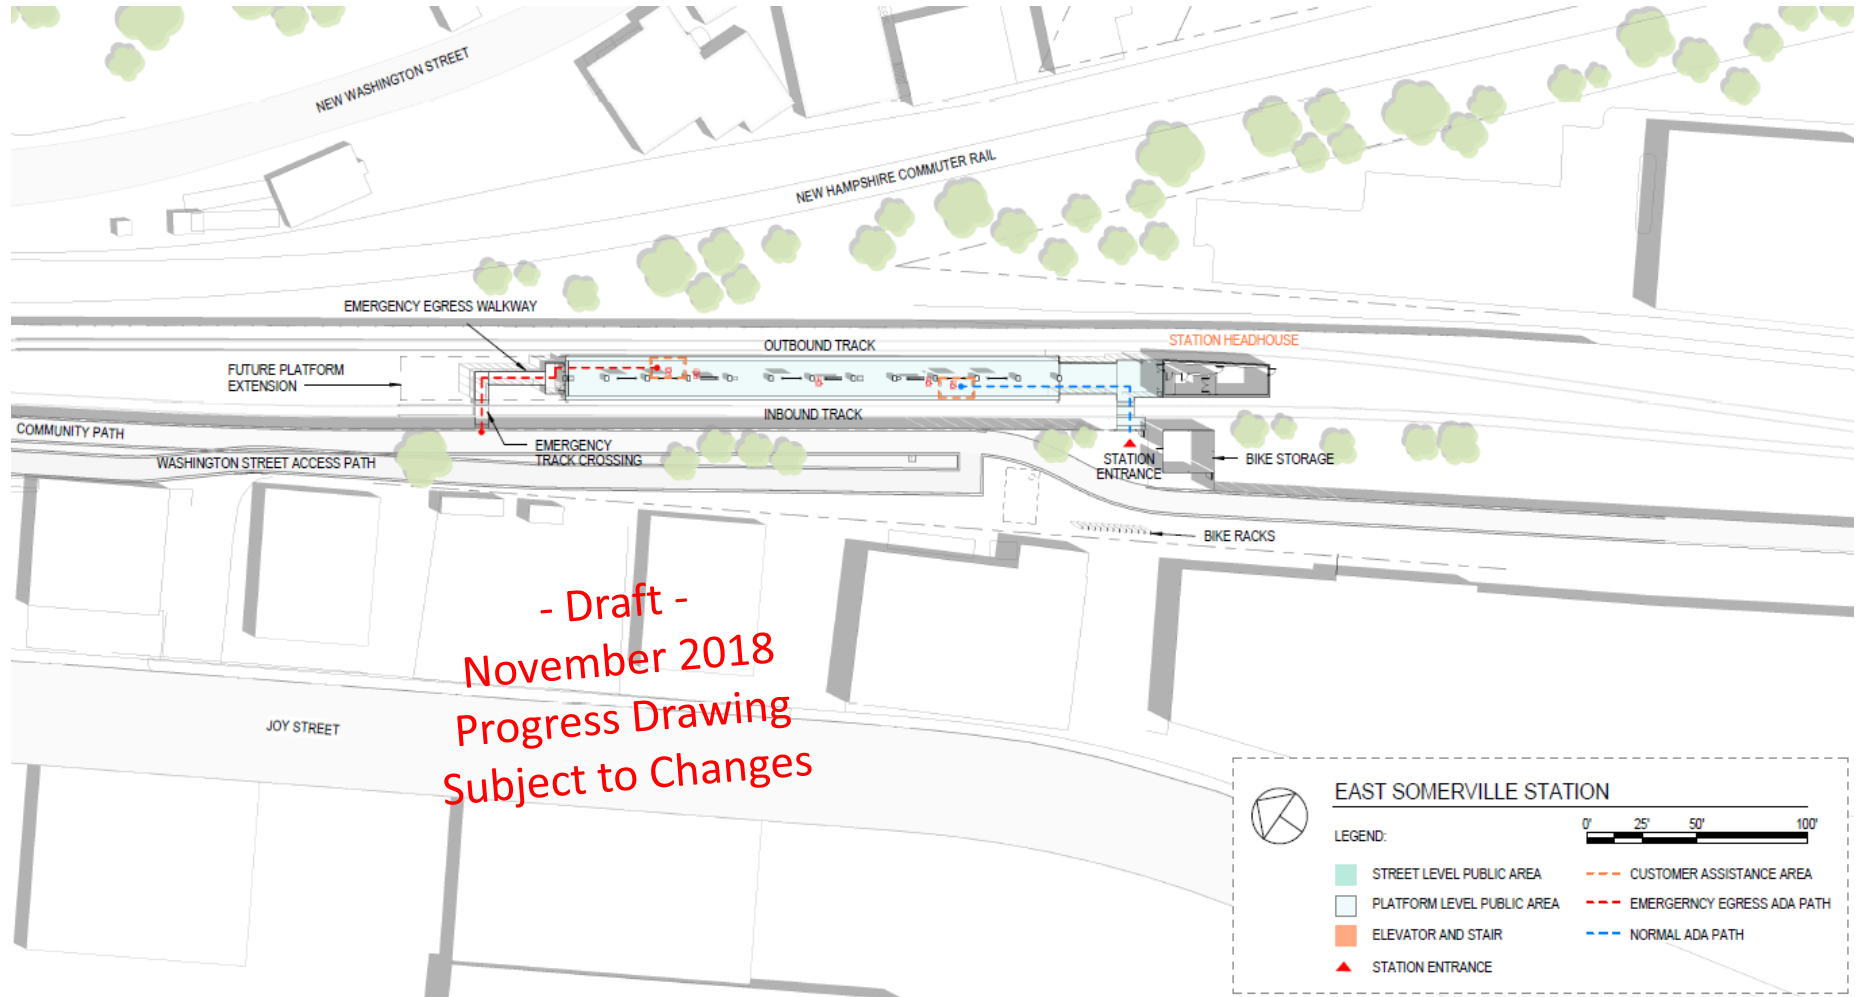 NEW WASHINGTON STREET
NEW HAMPSHIRE COMMUTER RAIL
EMERGENCY EGRESS WALKWAY
OUTBOUND TRACK
STATION HEADHOUSE
FUTURE PLATFORM
EXTENSION
INBOUND TRACK
COMMUNITY PATH
EMERGENCY
TRACK CROSSING
WASHINGTON STREET ACCESS PATH
STATION
ENTRANCE
BIKE STORAGE
BIKE RACKS
- Draft -
November 2018
Progress Drawing
Subject to Changes
JOY STREET
EAST SOMERVILLE STATION
LEGEND:
0' 25' 50' 100'
STREET LEVEL PUBLIC AREA
PLATFORM LEVEL PUBLIC AREA
ELEVATOR AND STAIR
STATION ENTRANCE
CUSTOMER ASSISTANCE AREA
EMERGERNCY EGRESS ADA PATH
NORMAL ADA PATH